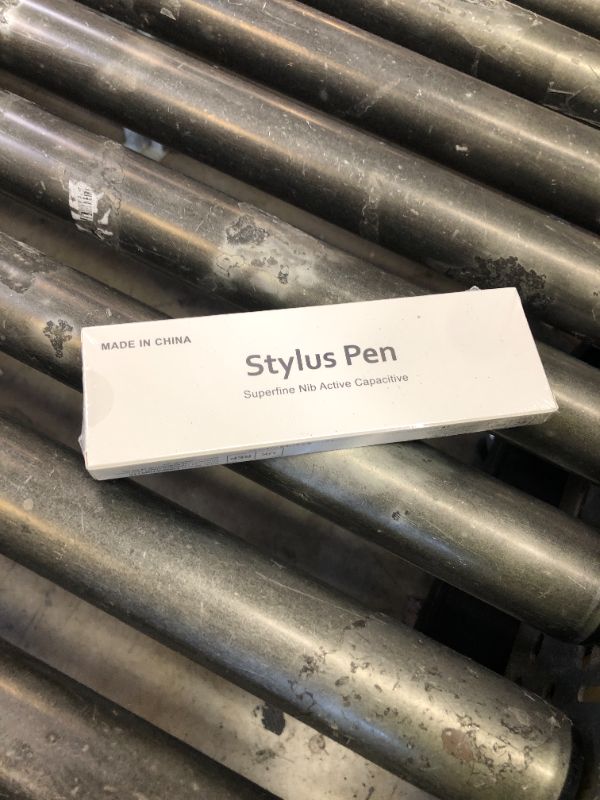 MADE IN CHINA
Stylus Pen
Superfine Nib Active Capacitive